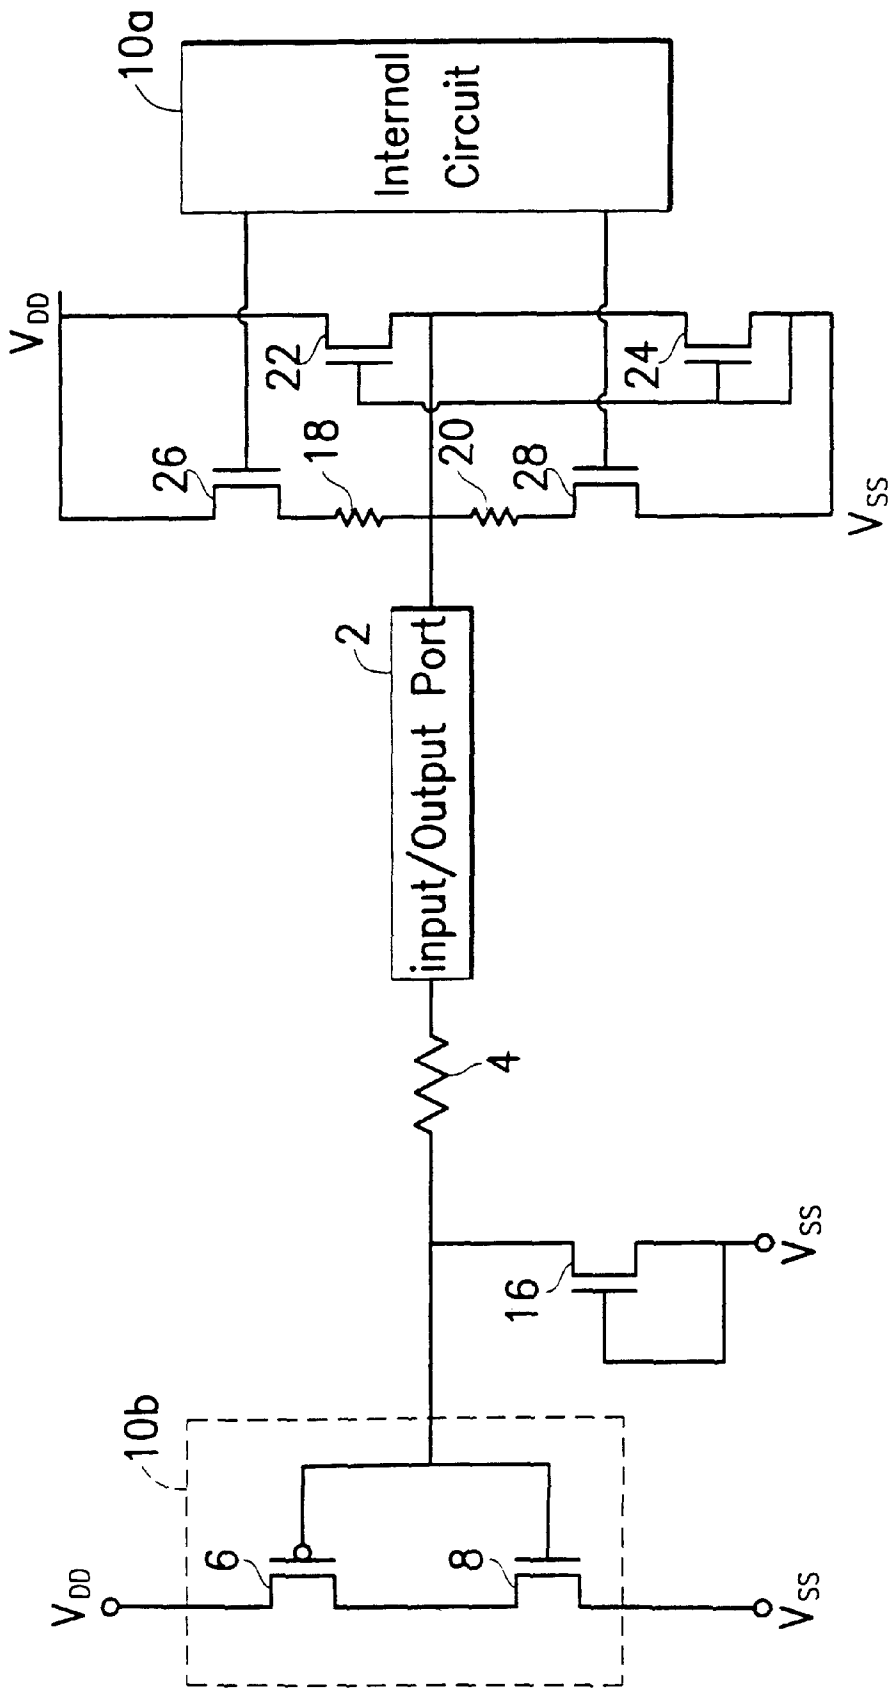 10b
V_DD
6
8
V_SS
16
V_SS
4
2
input/Output Port
V_DD
26
18
20
28
22
24
V_SS
10a
Internal
Circuit